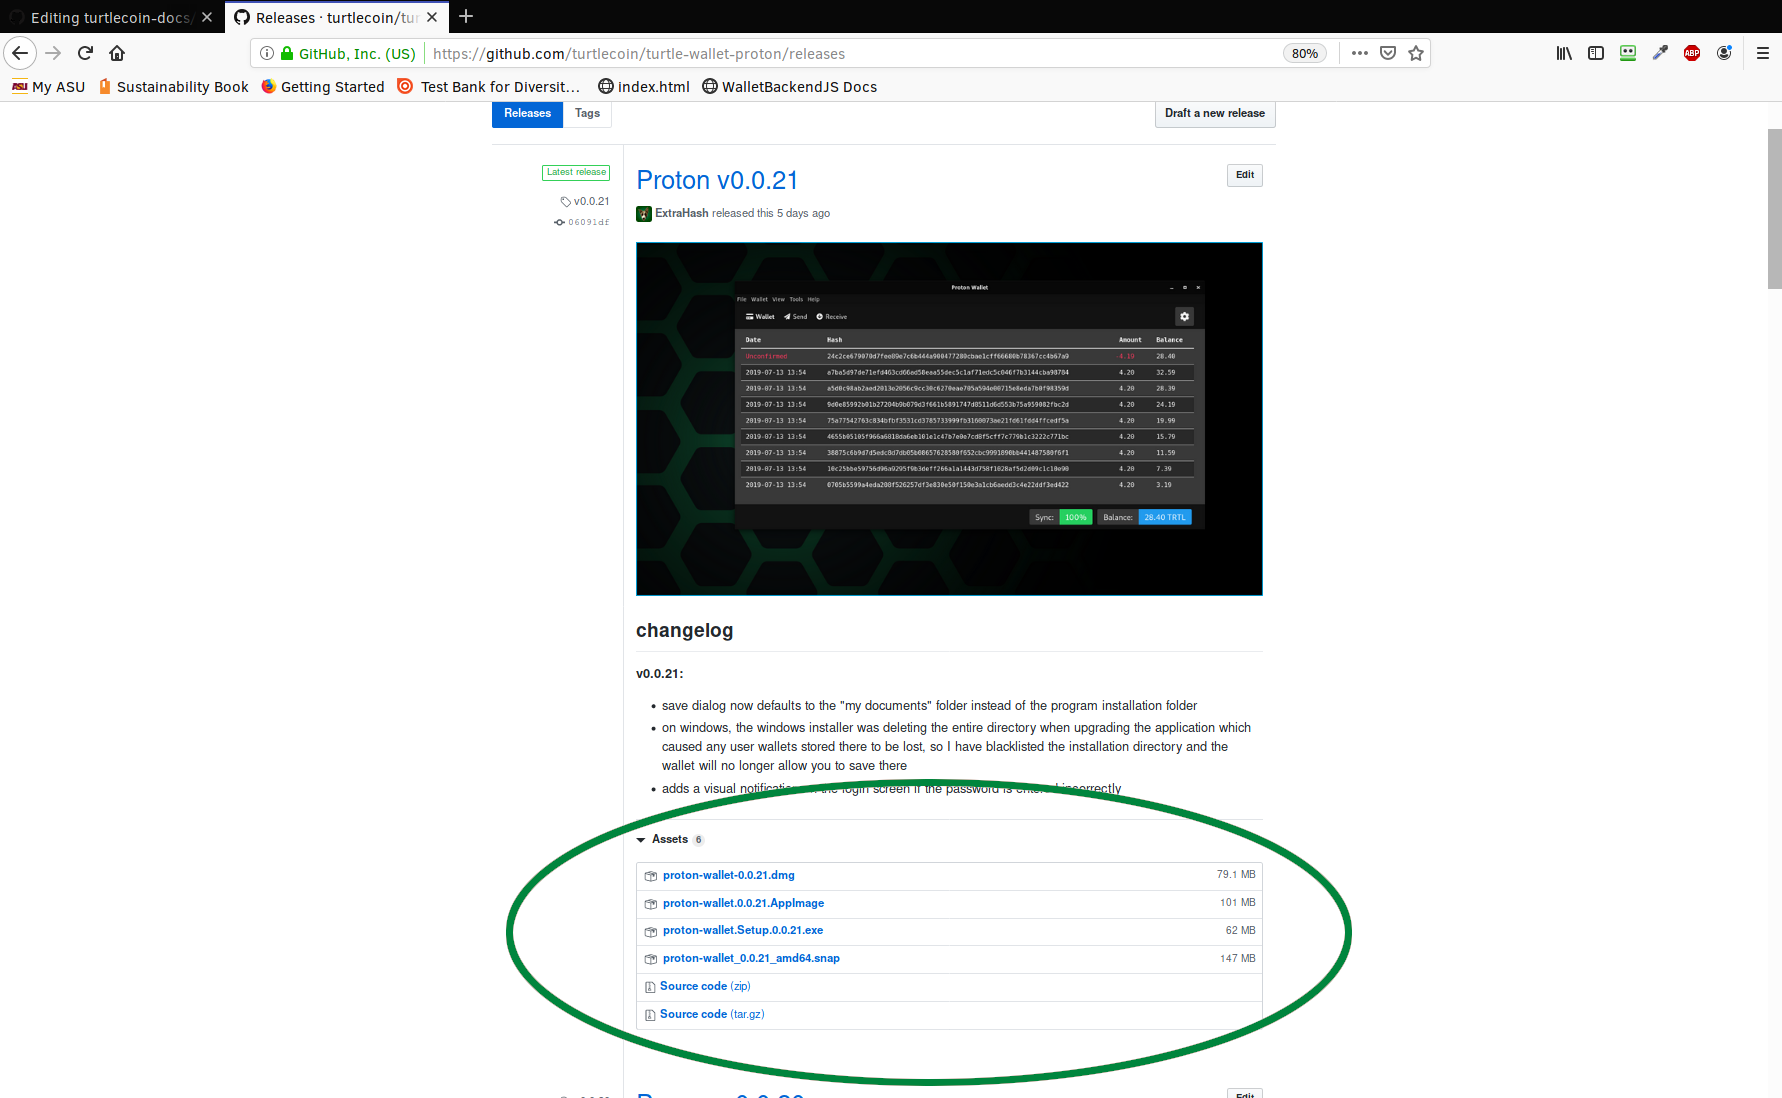 Editing turtlecoin-docs/
Releases · turtlecoin/tur
GitHub, Inc. (US)
https://github.com/turtlecoin/turtle-wallet-proton/releases
80%
ABP
ASU My ASU
Sustainability Book
Getting Started
Test Bank for Diversit…
index.html
WalletBackendJS Docs
Releases
Tags
Draft a new release
Latest release
v0.0.21
06091df
Proton v0.0.21
Edit
ExtraHash released this 5 days ago
Proton Wallet
File Wallet View Tools Help
Wallet Send Receive
Date Hash Amount Balance
Unconfirmed -4.19 28.40
2019-07-13 13:54 4.20 32.59
2019-07-13 13:54 4.20 28.39
2019-07-13 13:54 4.20 24.19
2019-07-13 13:54 4.20 19.99
2019-07-13 13:54 4.20 15.79
2019-07-13 13:54 4.20 11.59
2019-07-13 13:54 4.20 7.39
2019-07-13 13:54 4.20 3.19
Sync: 100% Balance: 28.40 TRTL
changelog
v0.0.21:
save dialog now defaults to the "my documents" folder instead of the program installation folder
on windows, the windows installer was deleting the entire directory when upgrading the application which
caused any user wallets stored there to be lost, so I have blacklisted the installation directory and the
wallet will no longer allow you to save there
adds a visual notification on the login screen if the password is entered incorrectly
Assets 6
proton-wallet-0.0.21.dmg 79.1 MB
proton-wallet.0.0.21.AppImage 101 MB
proton-wallet.Setup.0.0.21.exe 62 MB
proton-wallet_0.0.21_amd64.snap 147 MB
Source code (zip)
Source code (tar.gz)
Edit